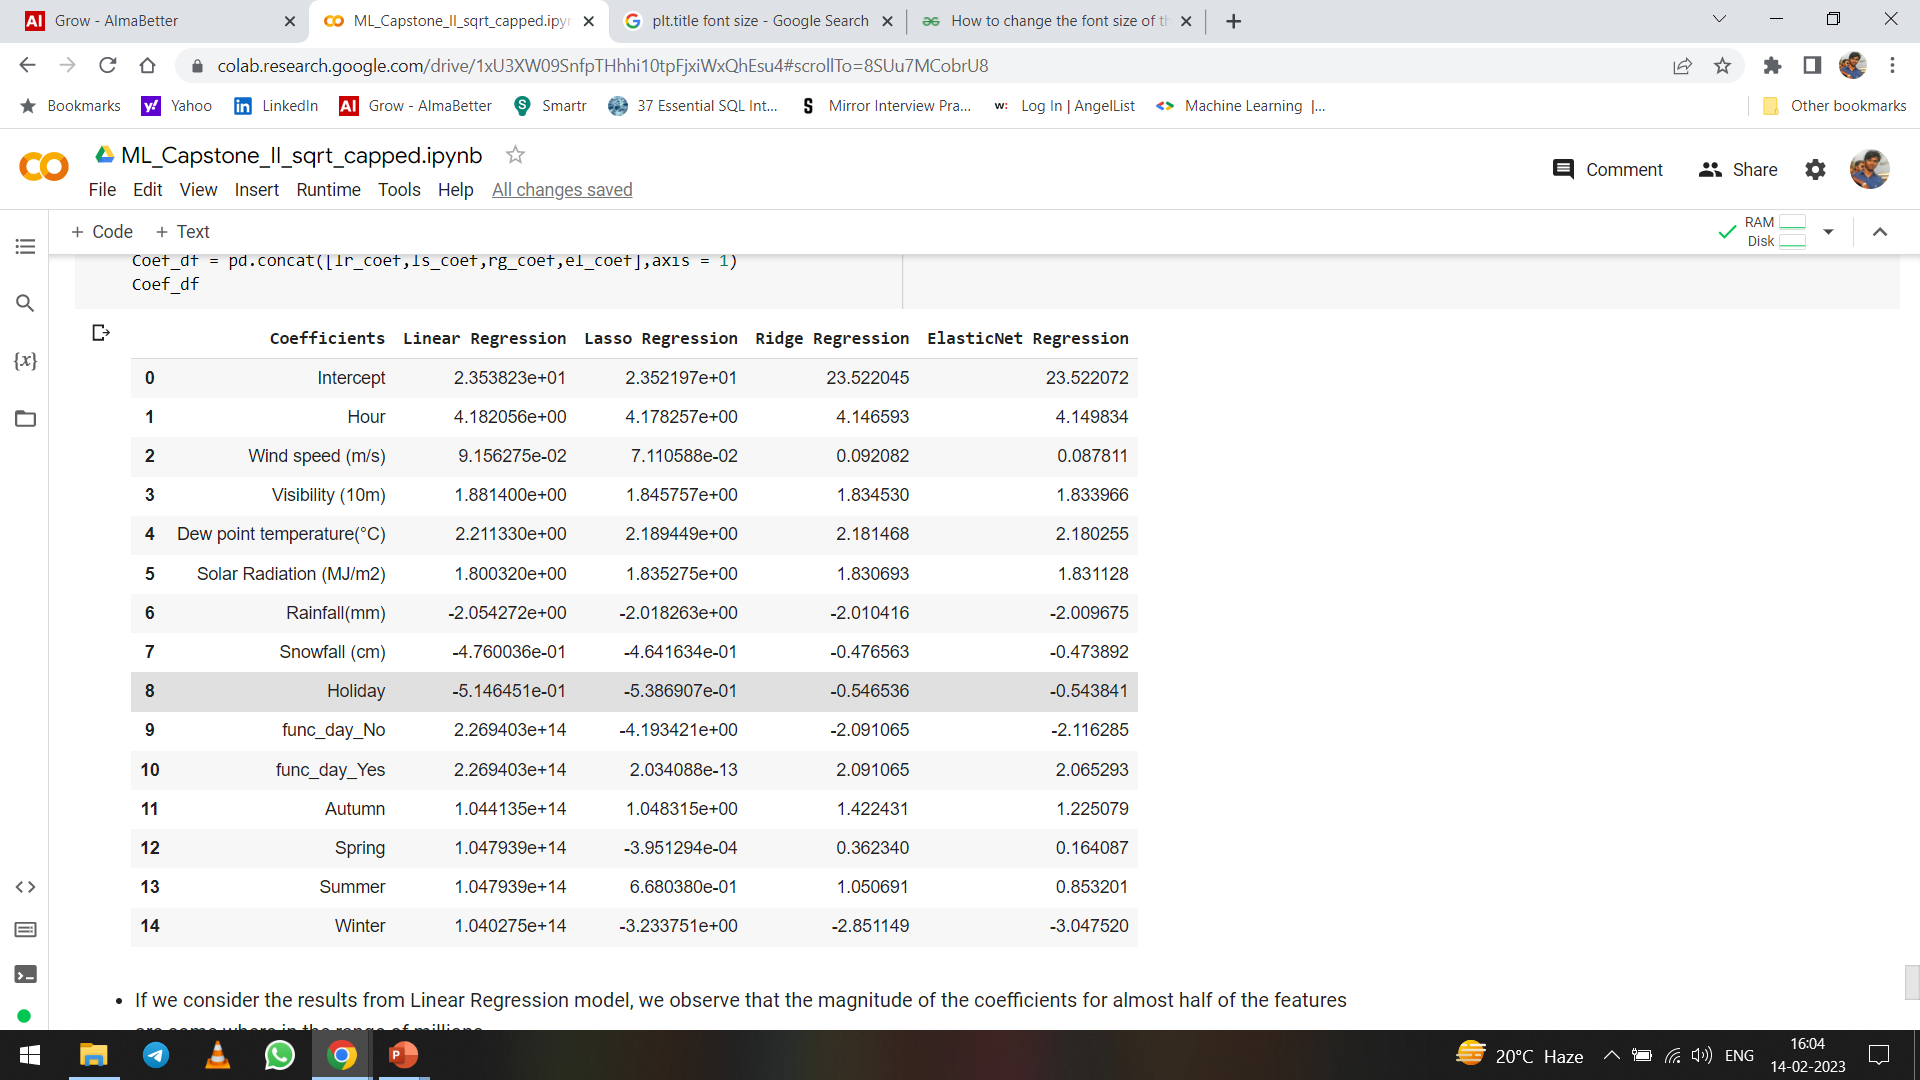 Grow - AlmaBetter
ML_Capstone_II_sqrt_capped.ipyn
plt.title font size - Google Search
How to change the font size of th
colab.research.google.com/drive/1xU3XW09SnfpTHhhi10tpFjxiWxQhEsu4#scrollTo=8SUu7MCobrU8
Bookmarks Yahoo LinkedIn Grow - AlmaBetter Smartr 37 Essential SQL Int... Mirror Interview Pra... Log In | AngelList Machine Learning |... Other bookmarks
ML_Capstone_II_sqrt_capped.ipynb
Comment Share
File Edit View Insert Runtime Tools Help All changes saved
+ Code + Text
RAM
Disk
Coef_df = pd.concat([lr_coef,ls_coef,rg_coef,el_coef],axis = 1)
Coef_df
Coefficients Linear Regression Lasso Regression Ridge Regression ElasticNet Regression
0 Intercept 2.353823e+01 2.352197e+01 23.522045 23.522072
1 Hour 4.182056e+00 4.178257e+00 4.146593 4.149834
2 Wind speed (m/s) 9.156275e-02 7.110588e-02 0.092082 0.087811
3 Visibility (10m) 1.881400e+00 1.845757e+00 1.834530 1.833966
4 Dew point temperature(°C) 2.211330e+00 2.189449e+00 2.181468 2.180255
5 Solar Radiation (MJ/m2) 1.800320e+00 1.835275e+00 1.830693 1.831128
6 Rainfall(mm) -2.054272e+00 -2.018263e+00 -2.010416 -2.009675
7 Snowfall (cm) -4.760036e-01 -4.641634e-01 -0.476563 -0.473892
8 Holiday -5.146451e-01 -5.386907e-01 -0.546536 -0.543841
9 func_day_No 2.269403e+14 -4.193421e+00 -2.091065 -2.116285
10 func_day_Yes 2.269403e+14 2.034088e-13 2.091065 2.065293
11 Autumn 1.044135e+14 1.048315e+00 1.422431 1.225079
12 Spring 1.047939e+14 -3.951294e-04 0.362340 0.164087
13 Summer 1.047939e+14 6.680380e-01 1.050691 0.853201
14 Winter 1.040275e+14 -3.233751e+00 -2.851149 -3.047520
• If we consider the results from Linear Regression model, we observe that the magnitude of the coefficients for almost half of the features
are some where in the range of millions
20°C Haze
ENG
16:04
14-02-2023